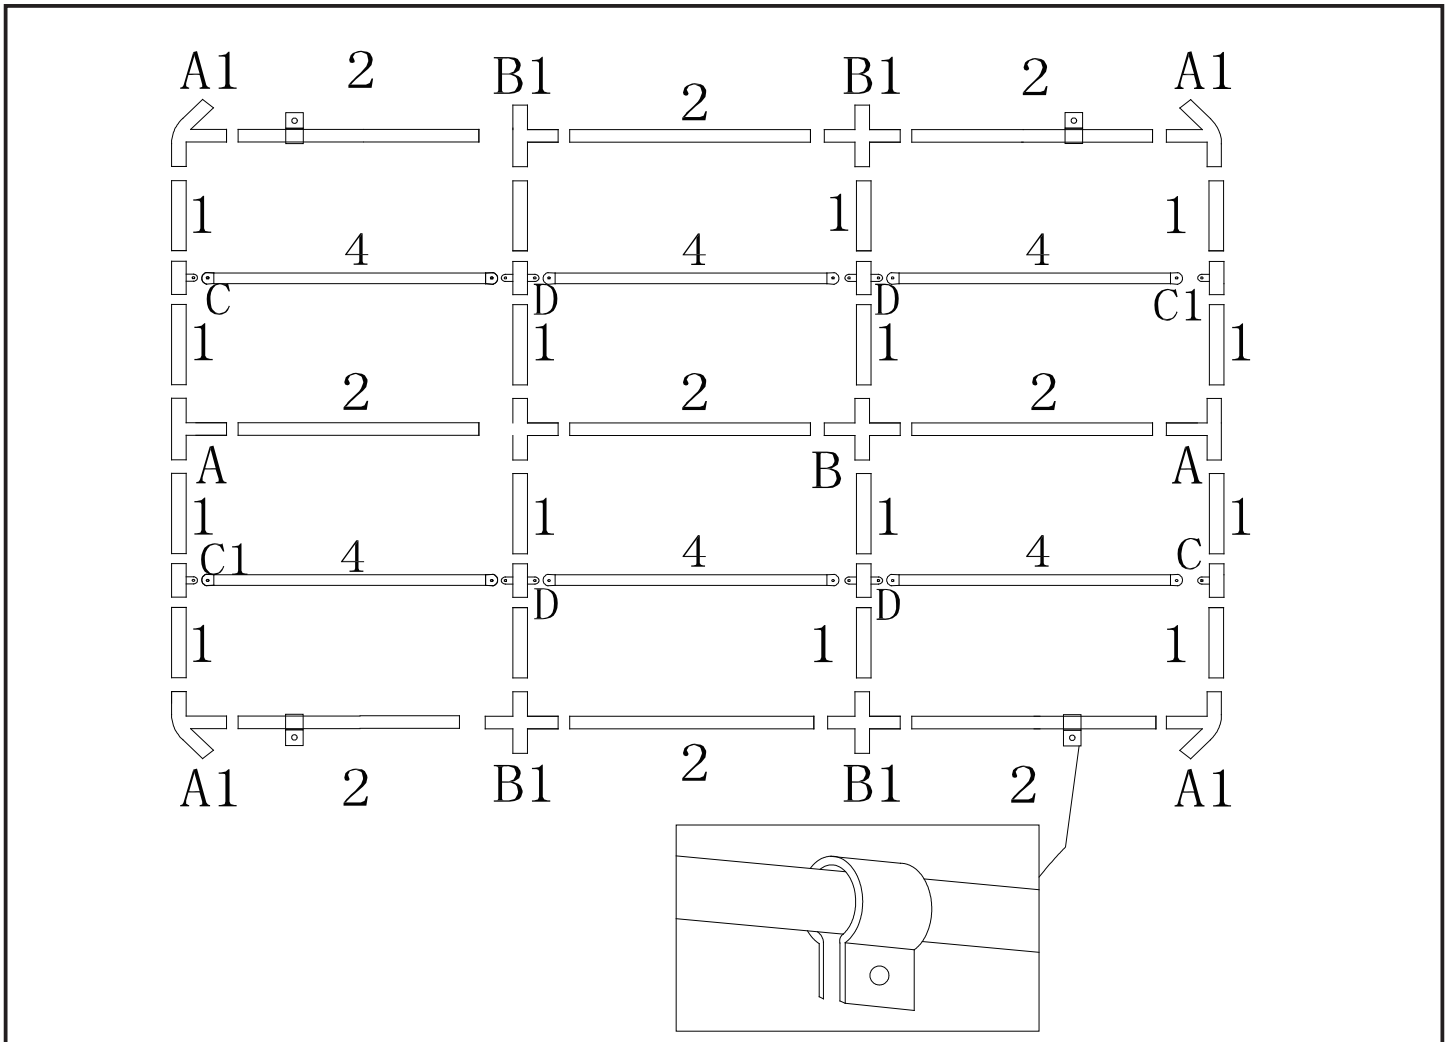 A1 2 B1 2 B1 2 A1
1 1 1
4 4 4
C D D C1
1 1 1 1
2 2 2
A B A
1 1 1 1
C1 4 4 4 C
D D
1 1 1
A1 2 B1 2 B1 2 A1